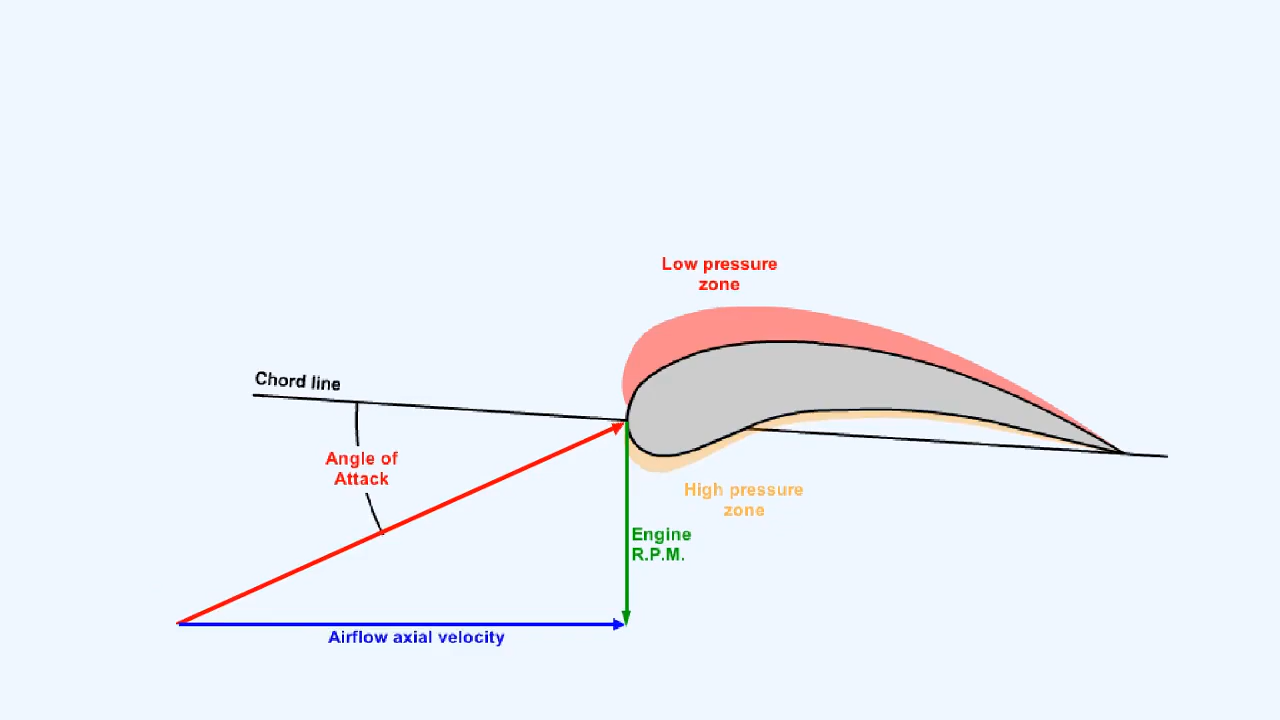 Low pressure
zone
Chord line
Angle of
Attack
High pressure
zone
Engine
R.P.M.
Airflow axial velocity